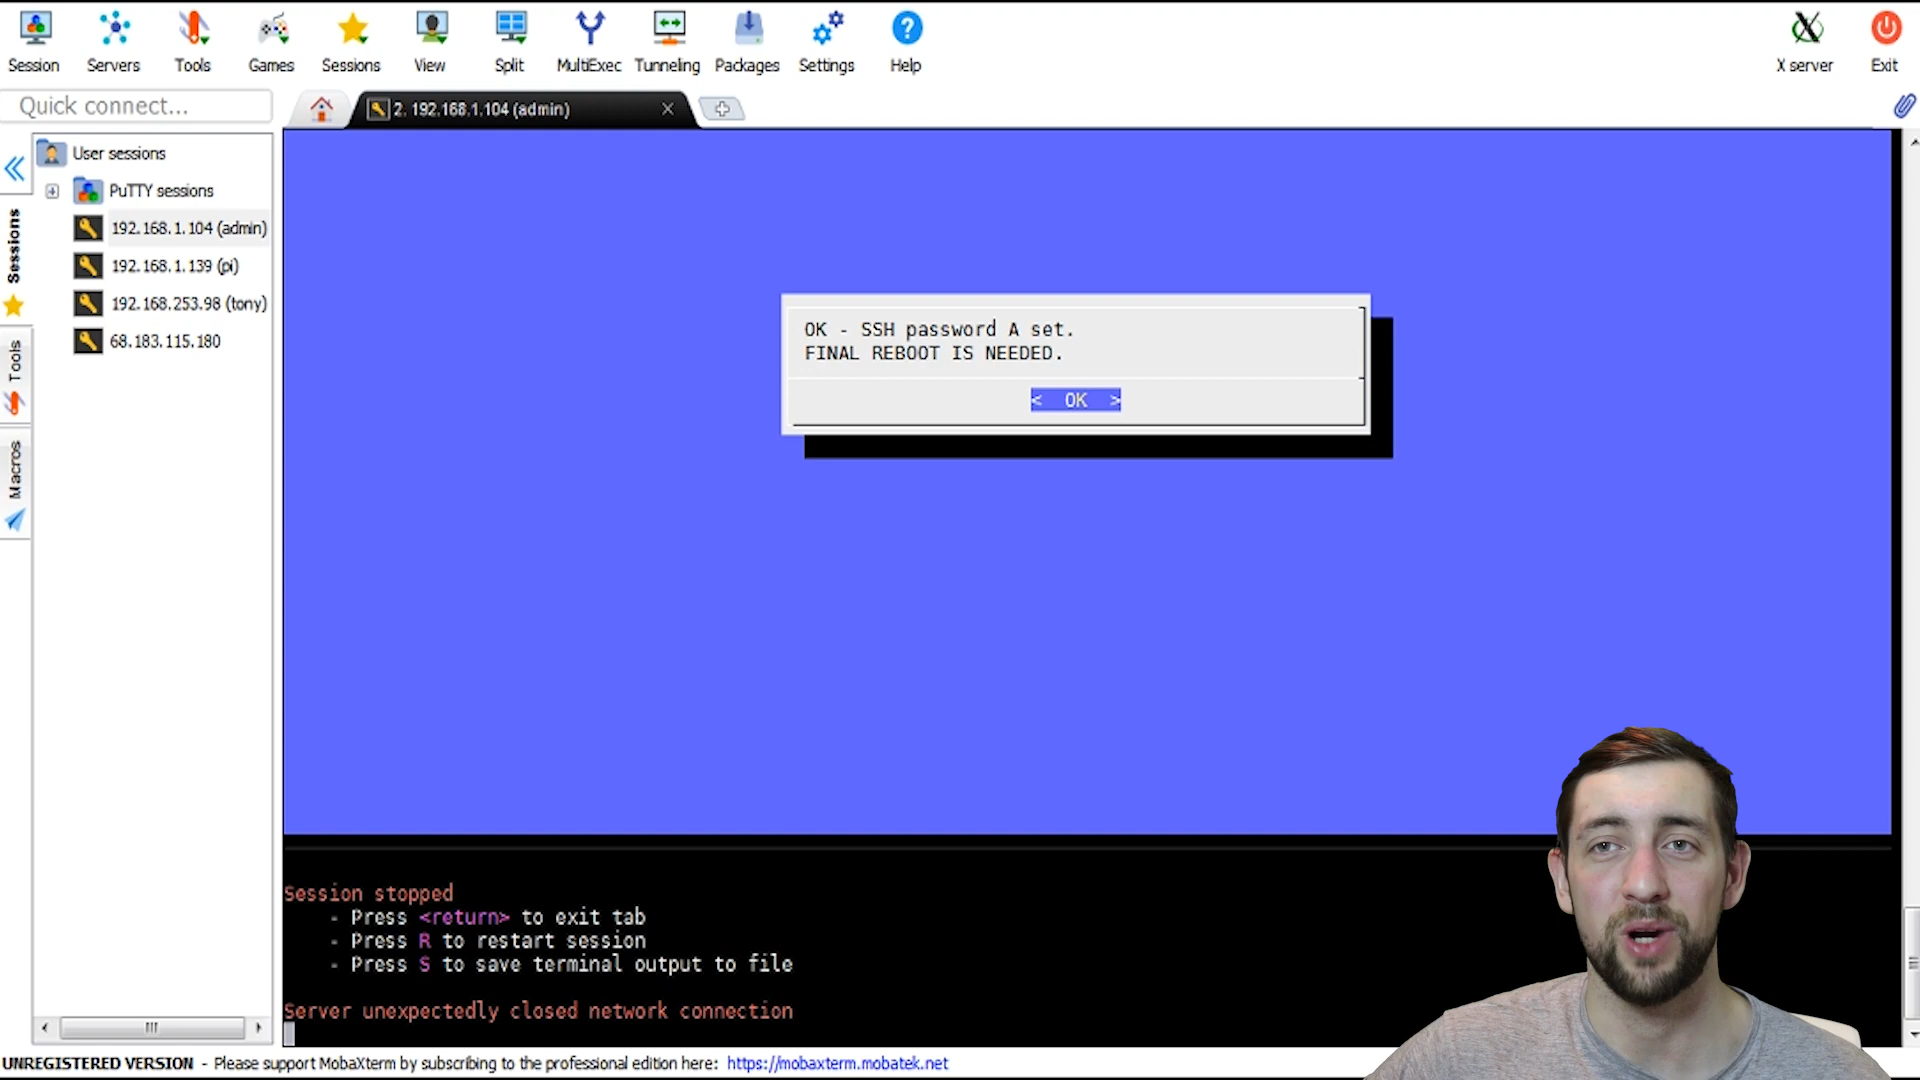 Session
Servers
Tools
Games
Sessions
View
Split
MultiExec
Tunneling
Packages
Settings
Help
X server
Exit
Quick connect...
2. 192.168.1.104 (admin)
User sessions
PuTTY sessions
192.168.1.104 (admin)
192.168.1.139 (pi)
192.168.253.98 (tony)
68.183.115.180
Sessions
Tools
Macros
OK - SSH password A set.
FINAL REBOOT IS NEEDED.
< OK >
Session stopped
- Press <return> to exit tab
- Press R to restart session
- Press S to save terminal output to file
Server unexpectedly closed network connection
UNREGISTERED VERSION - Please support MobaXterm by subscribing to the professional edition here: https://mobaxterm.mobatek.net